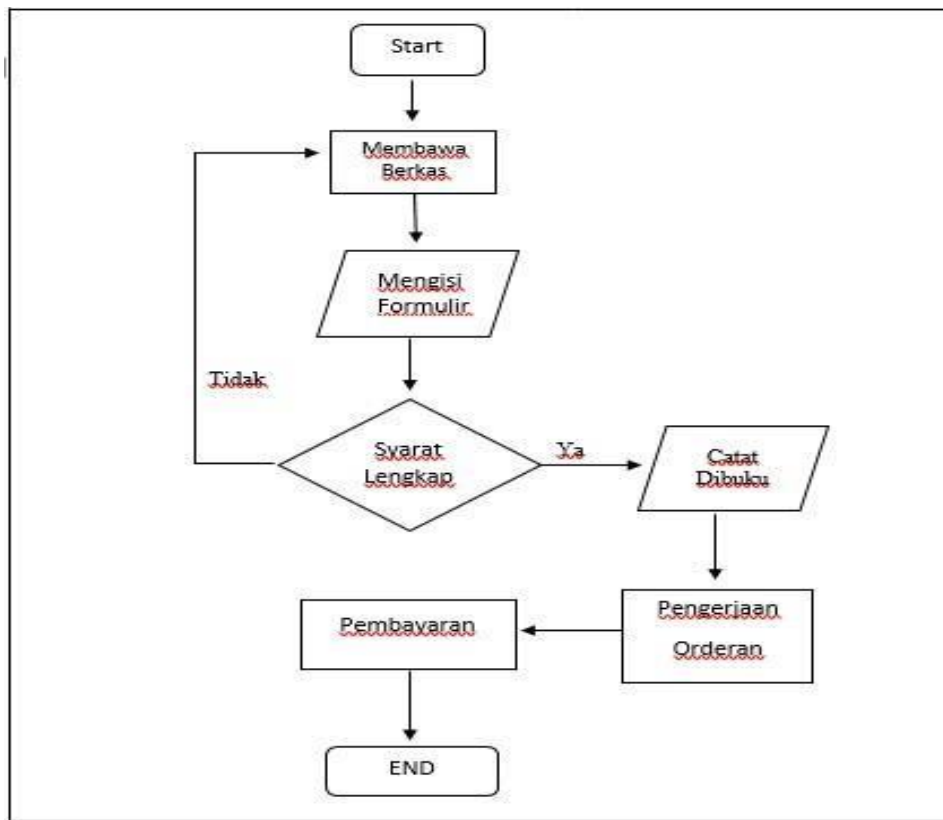 Start
Membawa
Berkas
Mengisi
Formulir
Tidak
Syarat
Lengkap
Ya
Catat
Dibuku
Pengerjaan
Orderan
Pembayaran
END